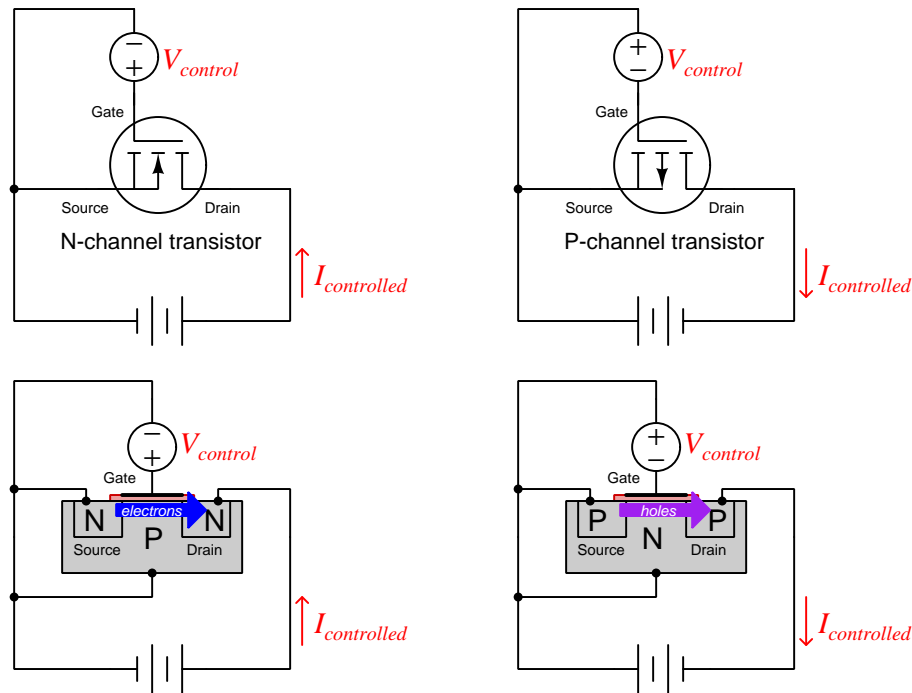 − +
V_control
Gate
Source
Drain
N-channel transistor
I_controlled
+ −
V_control
Gate
Source
Drain
P-channel transistor
I_controlled
− +
V_control
Gate
electrons
N
P
N
Source
Drain
I_controlled
+ −
V_control
Gate
holes
P
N
P
Source
Drain
I_controlled